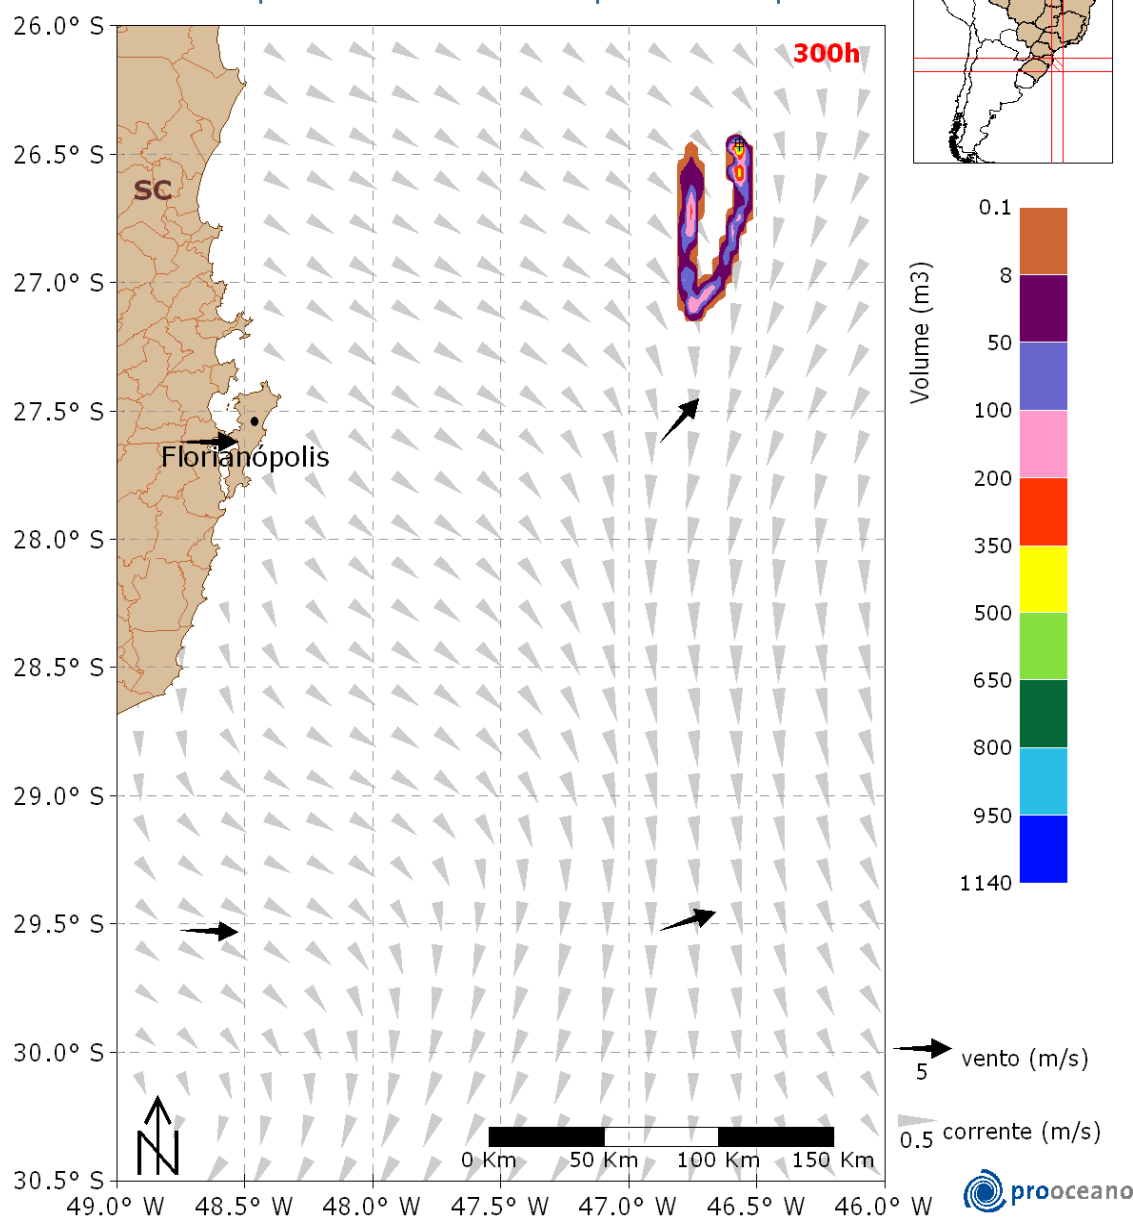 26.0° S
300h
26.5° S
SC
27.0° S
27.5° S
Florianópolis
28.0° S
28.5° S
29.0° S
29.5° S
30.0° S
30.5° S
N
0 Km 50 Km 100 Km 150 Km
49.0° W 48.5° W 48.0° W 47.5° W 47.0° W 46.5° W 46.0° W
Volume (m3)
0.1
8
50
100
200
350
500
650
800
950
1140
vento (m/s)
5
corrente (m/s)
0.5
prooceano